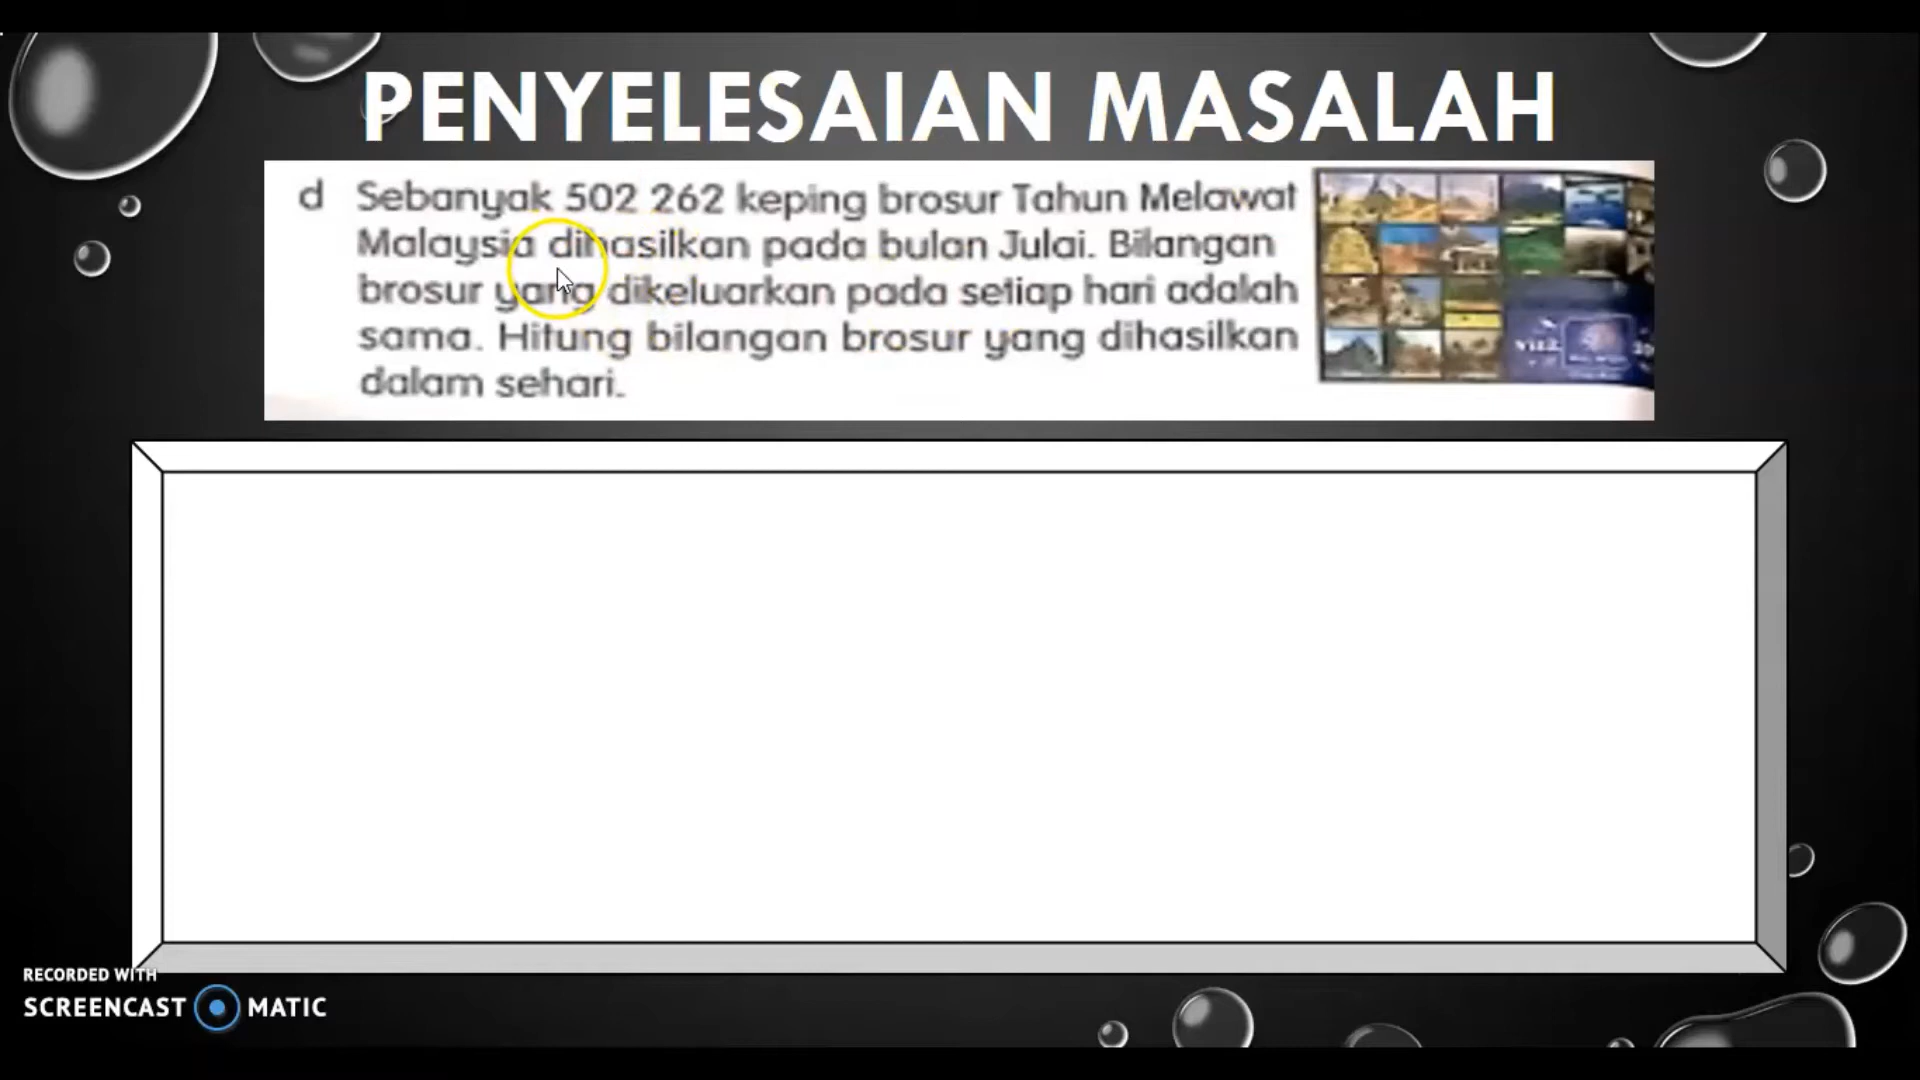 PENYELESAIAN MASALAH
d Sebanyak 502 262 keping brosur Tahun Melawat
Malaysia dihasilkan pada bulan Julai. Bilangan
brosur yang dikeluarkan pada setiap hari adalah
sama. Hitung bilangan brosur yang dihasilkan
dalam sehari.
RECORDED WITH
SCREENCAST MATIC